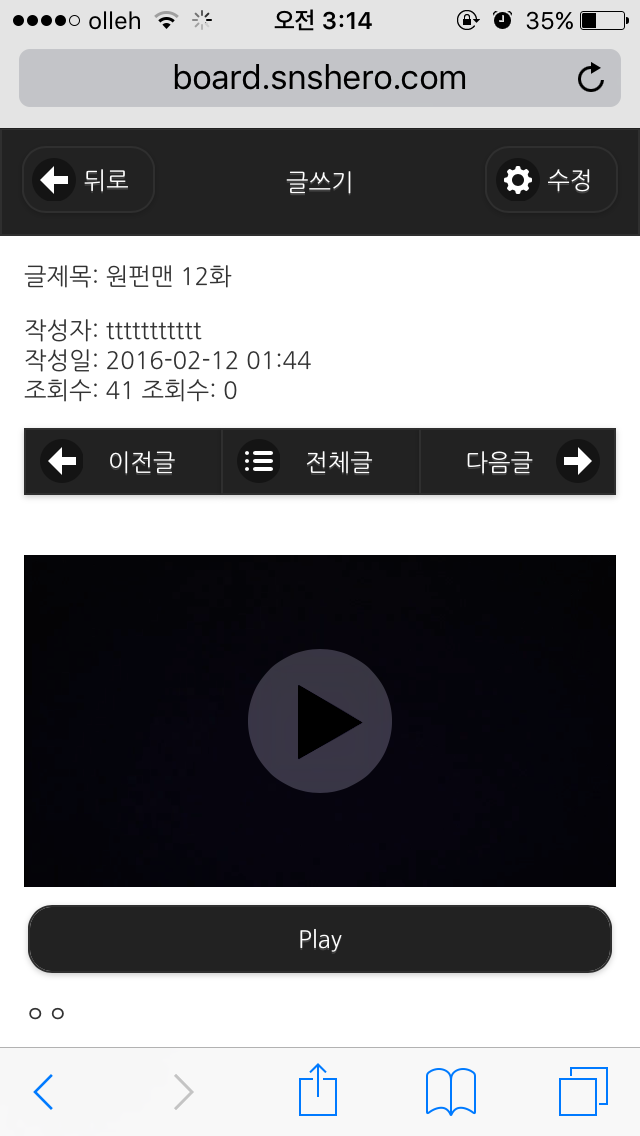 olleh 오전 3:14 35%
board.snshero.com
뒤로 글쓰기 수정
글제목: 원펀맨 12화
작성자: ttttttttttt
작성일: 2016-02-12 01:44
조회수: 41 조회수: 0
이전글 전체글 다음글
Play
ㅇㅇ